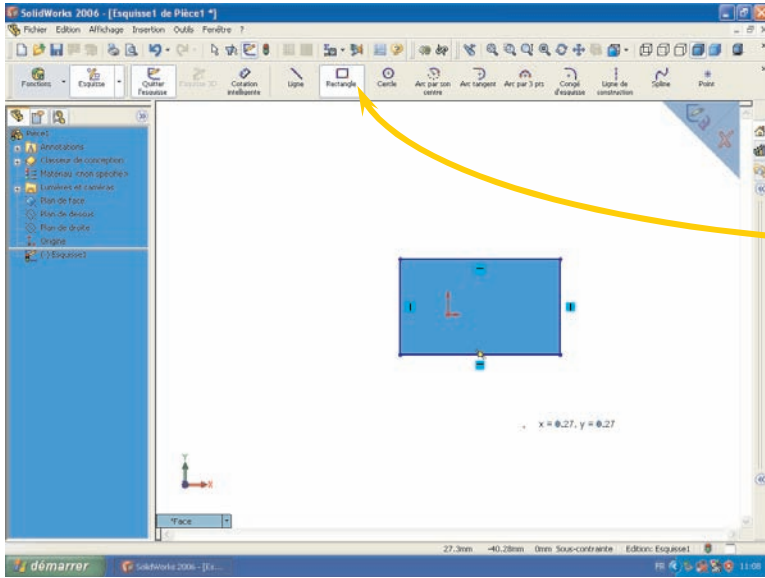 SolidWorks 2006 - [Esquisse1 de Pièce1 *]
Fichier Edition Affichage Insertion Outils Fenêtre ?
Fonctions Esquisse Quitter l'esquisse Esquisse 3D Cotation intelligente Ligne Rectangle Cercle Arc par son centre Arc tangent Arc par 3 pts Congé d'esquisse Ligne de construction Spline Point
Pièce1
Annotations
Classeur de conception
Matériau <non spécifié>
Lumières et caméras
Plan de face
Plan de dessus
Plan de droite
Origine
(-) Esquisse1
x = 0.27, y = 0.27
Y
X
*Face
27.3mm -40.28mm 0mm Sous-contrainte Edition: Esquisse1
démarrer SolidWorks 2006 - [Es... FR 11:08